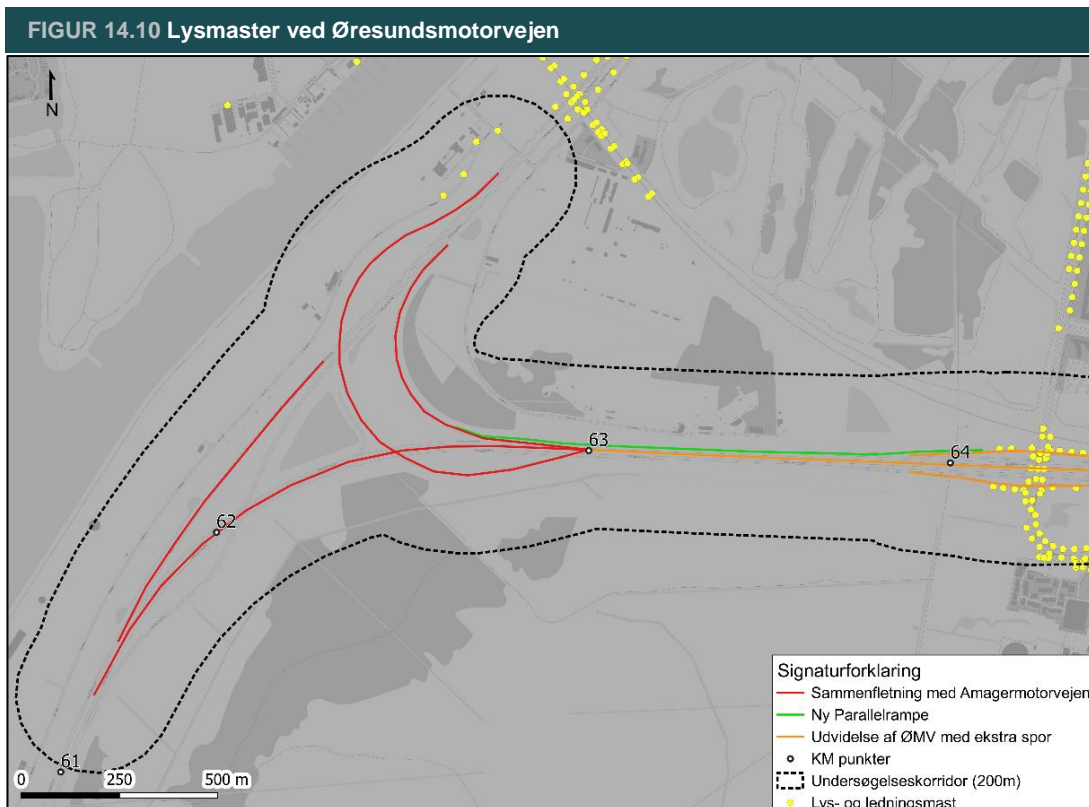 FIGUR 14.10 Lysmaster ved Øresundsmotorvejen
N
63
64
62
61
0 250 500 m
Signaturforklaring
Sammenfletning med Amagermotorvejen
Ny Parallelrampe
Udvidelse af ØMV med ekstra spor
KM punkter
Undersøgelseskorridor (200m)
Lys- og ledningsmast